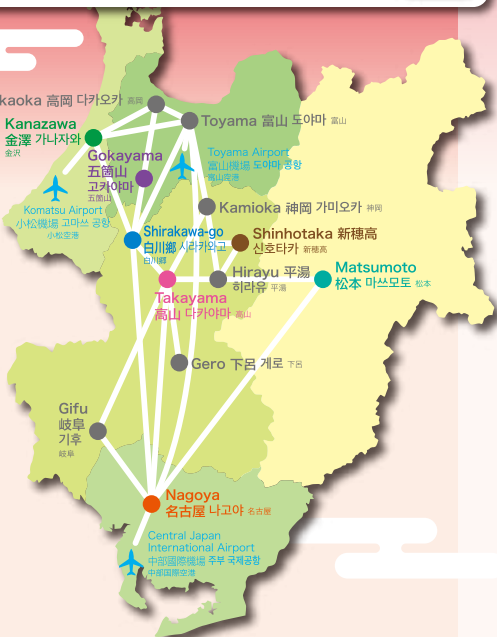 kaoka 高岡 다카오카 高岡
Kanazawa
金澤 가나자와
金沢
Toyama 富山 도야마 富山
Gokayama
五箇山
고카야마
五箇山
Toyama Airport
富山機場 도야마 공항
富山空港
Komatsu Airport
小松機場 고마쓰 공항
小松空港
Kamioka 神岡 가미오카 神岡
Shirakawa-go
白川鄉 시라카와고
白川郷
Shinhotaka 新穗高
신호타카 新穂高
Hirayu 平湯
히라유 平湯
Matsumoto
松本 마쓰모토 松本
Takayama
高山 다카야마 高山
Gero 下呂 게로 下呂
Gifu
岐阜
기후
岐阜
Nagoya
名古屋 나고야 名古屋
Central Japan
International Airport
中部國際機場 주부 국제공항
中部国際空港